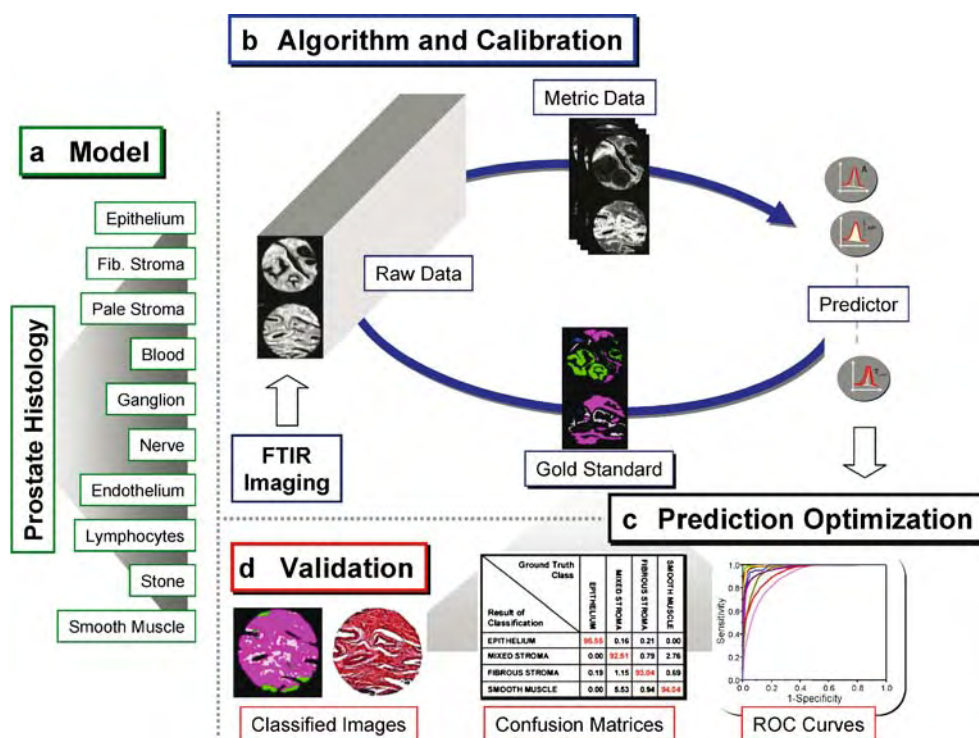 b Algorithm and Calibration
a Model
Prostate Histology
Epithelium
Fib. Stroma
Pale Stroma
Blood
Ganglion
Nerve
Endothelium
Lymphocytes
Stone
Smooth Muscle
Metric Data
Raw Data
FTIR
Imaging
Gold Standard
Predictor
A
c Prediction Optimization
d Validation
Classified Images
Ground Truth
Class
Result of
Classification
EPITHELIUM
MIXED STROMA
FIBROUS STROMA
SMOOTH MUSCLE
EPITHELIUM 0.16 0.21 0.00
MIXED STROMA 0.00 92.51 0.79 2.76
FIBROUS STROMA 0.19 1.15 93.04 0.69
SMOOTH MUSCLE 0.00 0.94 94.04
Confusion Matrices
Sensitivity
1.0
0.8
0.6
0.4
0.2
0.0
0.0 0.2 0.4 0.6 0.8 1.0
1-Specificity
ROC Curves